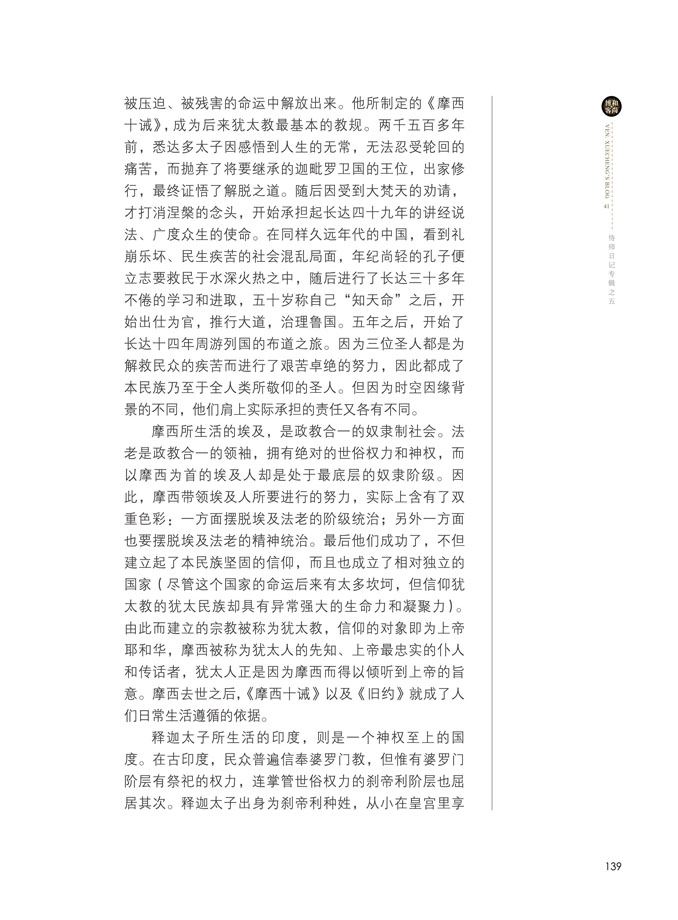 被压迫、被残害的命运中解放出来。他所制定的《摩西
十诫》，成为后来犹太教最基本的教规。两千五百多年
前，悉达多太子因感悟到人生的无常，无法忍受轮回的
痛苦，而抛弃了将要继承的迦毗罗卫国的王位，出家修
行，最终证悟了解脱之道。随后因受到大梵天的劝请，
才打消涅槃的念头，开始承担起长达四十九年的讲经说
法、广度众生的使命。在同样久远年代的中国，看到礼
崩乐坏、民生疾苦的社会混乱局面，年纪尚轻的孔子便
立志要救民于水深火热之中，随后进行了长达三十多年
不倦的学习和进取，五十岁称自己“知天命”之后，开
始出仕为官，推行大道，治理鲁国。五年之后，开始了
长达十四年周游列国的布道之旅。因为三位圣人都是为
解救民众的疾苦而进行了艰苦卓绝的努力，因此都成了
本民族乃至于全人类所敬仰的圣人。但因为时空因缘背
景的不同，他们肩上实际承担的责任又各有不同。
摩西所生活的埃及，是政教合一的奴隶制社会。法
老是政教合一的领袖，拥有绝对的世俗权力和神权，而
以摩西为首的埃及人却是处于最底层的奴隶阶级。因
此，摩西带领埃及人所要进行的努力，实际上含有了双
重色彩：一方面摆脱埃及法老的阶级统治；另外一方面
也要摆脱埃及法老的精神统治。最后他们成功了，不但
建立起了本民族坚固的信仰，而且也成立了相对独立的
国家（尽管这个国家的命运后来有太多坎坷，但信仰犹
太教的犹太民族却具有异常强大的生命力和凝聚力）。
由此而建立的宗教被称为犹太教，信仰的对象即为上帝
耶和华，摩西被称为犹太人的先知、上帝最忠实的仆人
和传话者，犹太人正是因为摩西而得以倾听到上帝的旨
意。摩西去世之后，《摩西十诫》以及《旧约》就成了人
们日常生活遵循的依据。
释迦太子所生活的印度，则是一个神权至上的国
度。在古印度，民众普遍信奉婆罗门教，但惟有婆罗门
阶层有祭祀的权力，连掌管世俗权力的刹帝利阶层也屈
居其次。释迦太子出身为刹帝利种姓，从小在皇宫里享
和尚
博客
VEN. XUECHENG'S BLOG
41
侍师日记专辑之五
139